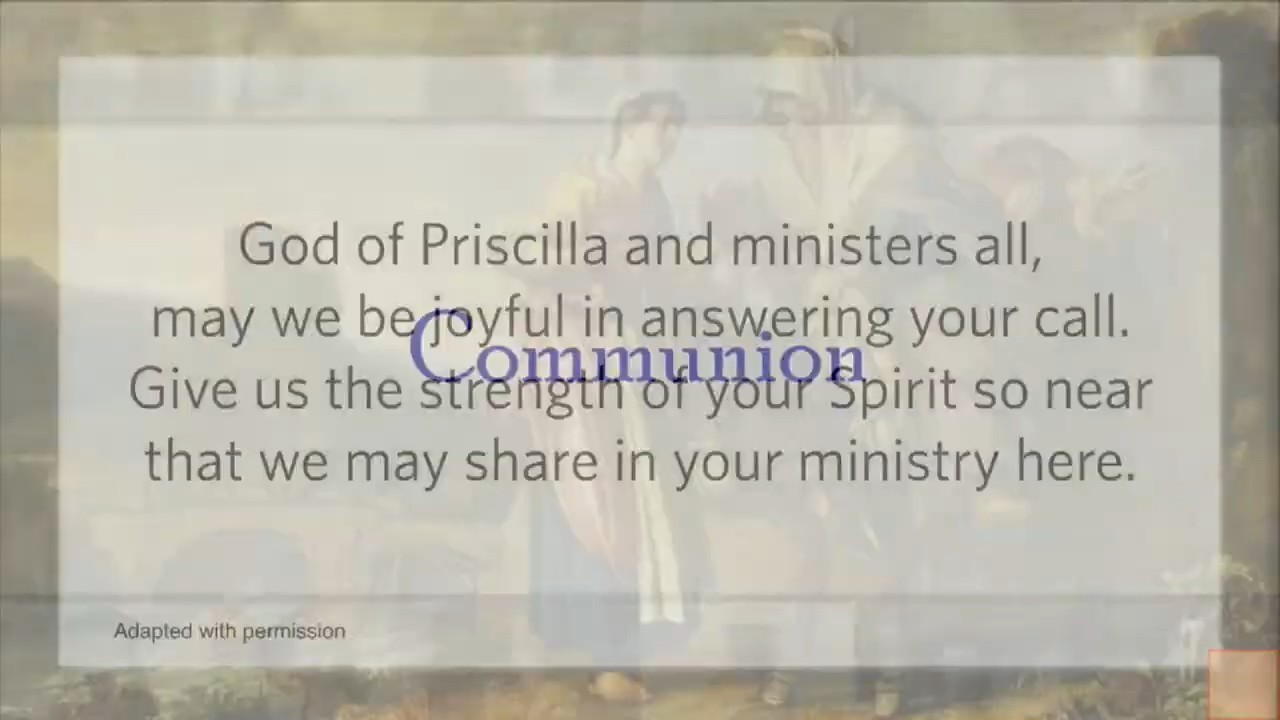 God of Priscilla and ministers all,
may we be joyful in answering your call.
Communion
Give us the strength of your Spirit so near
that we may share in your ministry here.
Adapted with permission